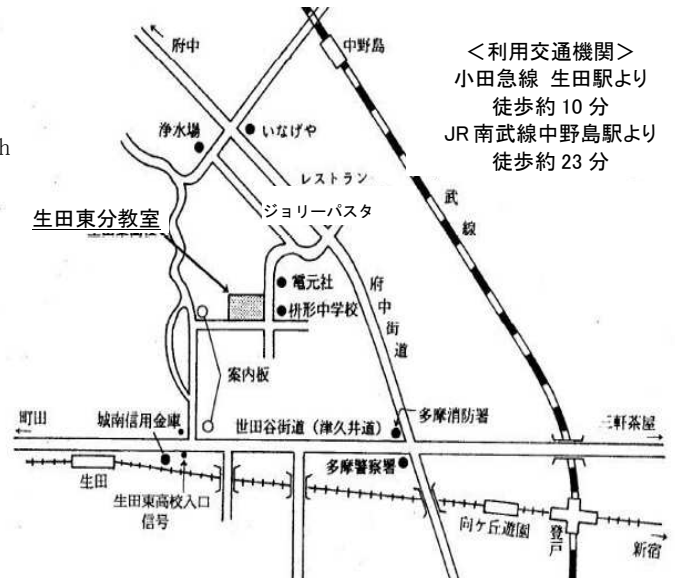 府中
中野島
＜利用交通機関＞
小田急線 生田駅より
徒歩約 10 分
JR 南武線中野島駅より
徒歩約 23 分
浄水場
いなげや
h
レストラン
ジョリーパスタ
武線
生田東分教室
電元社
府中街道
枡形中学校
案内板
町田
城南信用金庫
世田谷街道（津久井道）
多摩消防署
三軒茶屋
生田
生田東高校入口
信号
多摩警察署
向ケ丘遊園
登戸
新宿